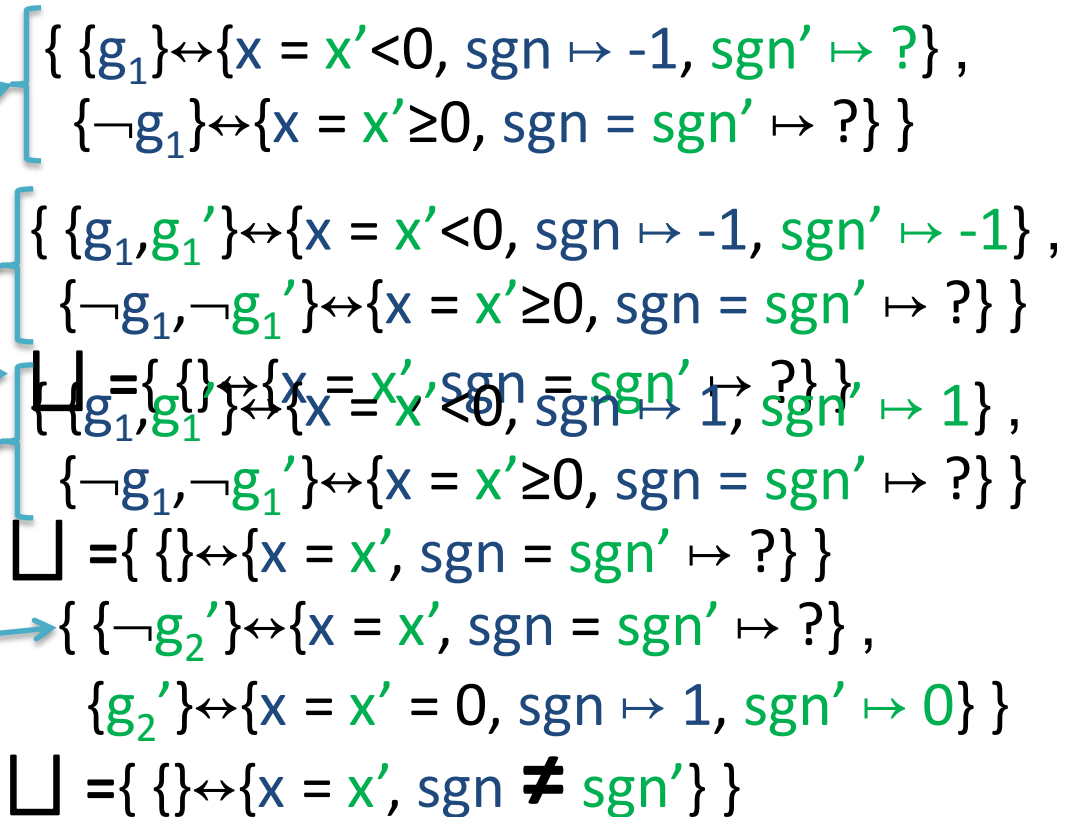 { {g₁}↔{x = x′<0, sgn ↦ -1, sgn′ ↦ ?} ,
{¬g₁}↔{x = x′≥0, sgn = sgn′ ↦ ?} }
{ {g₁,g₁′}↔{x = x′<0, sgn ↦ -1, sgn′ ↦ -1} ,
{¬g₁,¬g₁′}↔{x = x′≥0, sgn = sgn′ ↦ ?} }
⊔ ={ {}↔{x = x′, sgn = sgn′ ↦ ?} }
{ {g₁,g₁′}↔{x = x′<0, sgn ↦ 1, sgn′ ↦ 1} ,
{¬g₁,¬g₁′}↔{x = x′≥0, sgn = sgn′ ↦ ?} }
⊔ ={ {}↔{x = x′, sgn = sgn′ ↦ ?} }
{ {¬g₂′}↔{x = x′, sgn = sgn′ ↦ ?} ,
{g₂′}↔{x = x′ = 0, sgn ↦ 1, sgn′ ↦ 0} }
⊔ ={ {}↔{x = x′, sgn ≠ sgn′} }